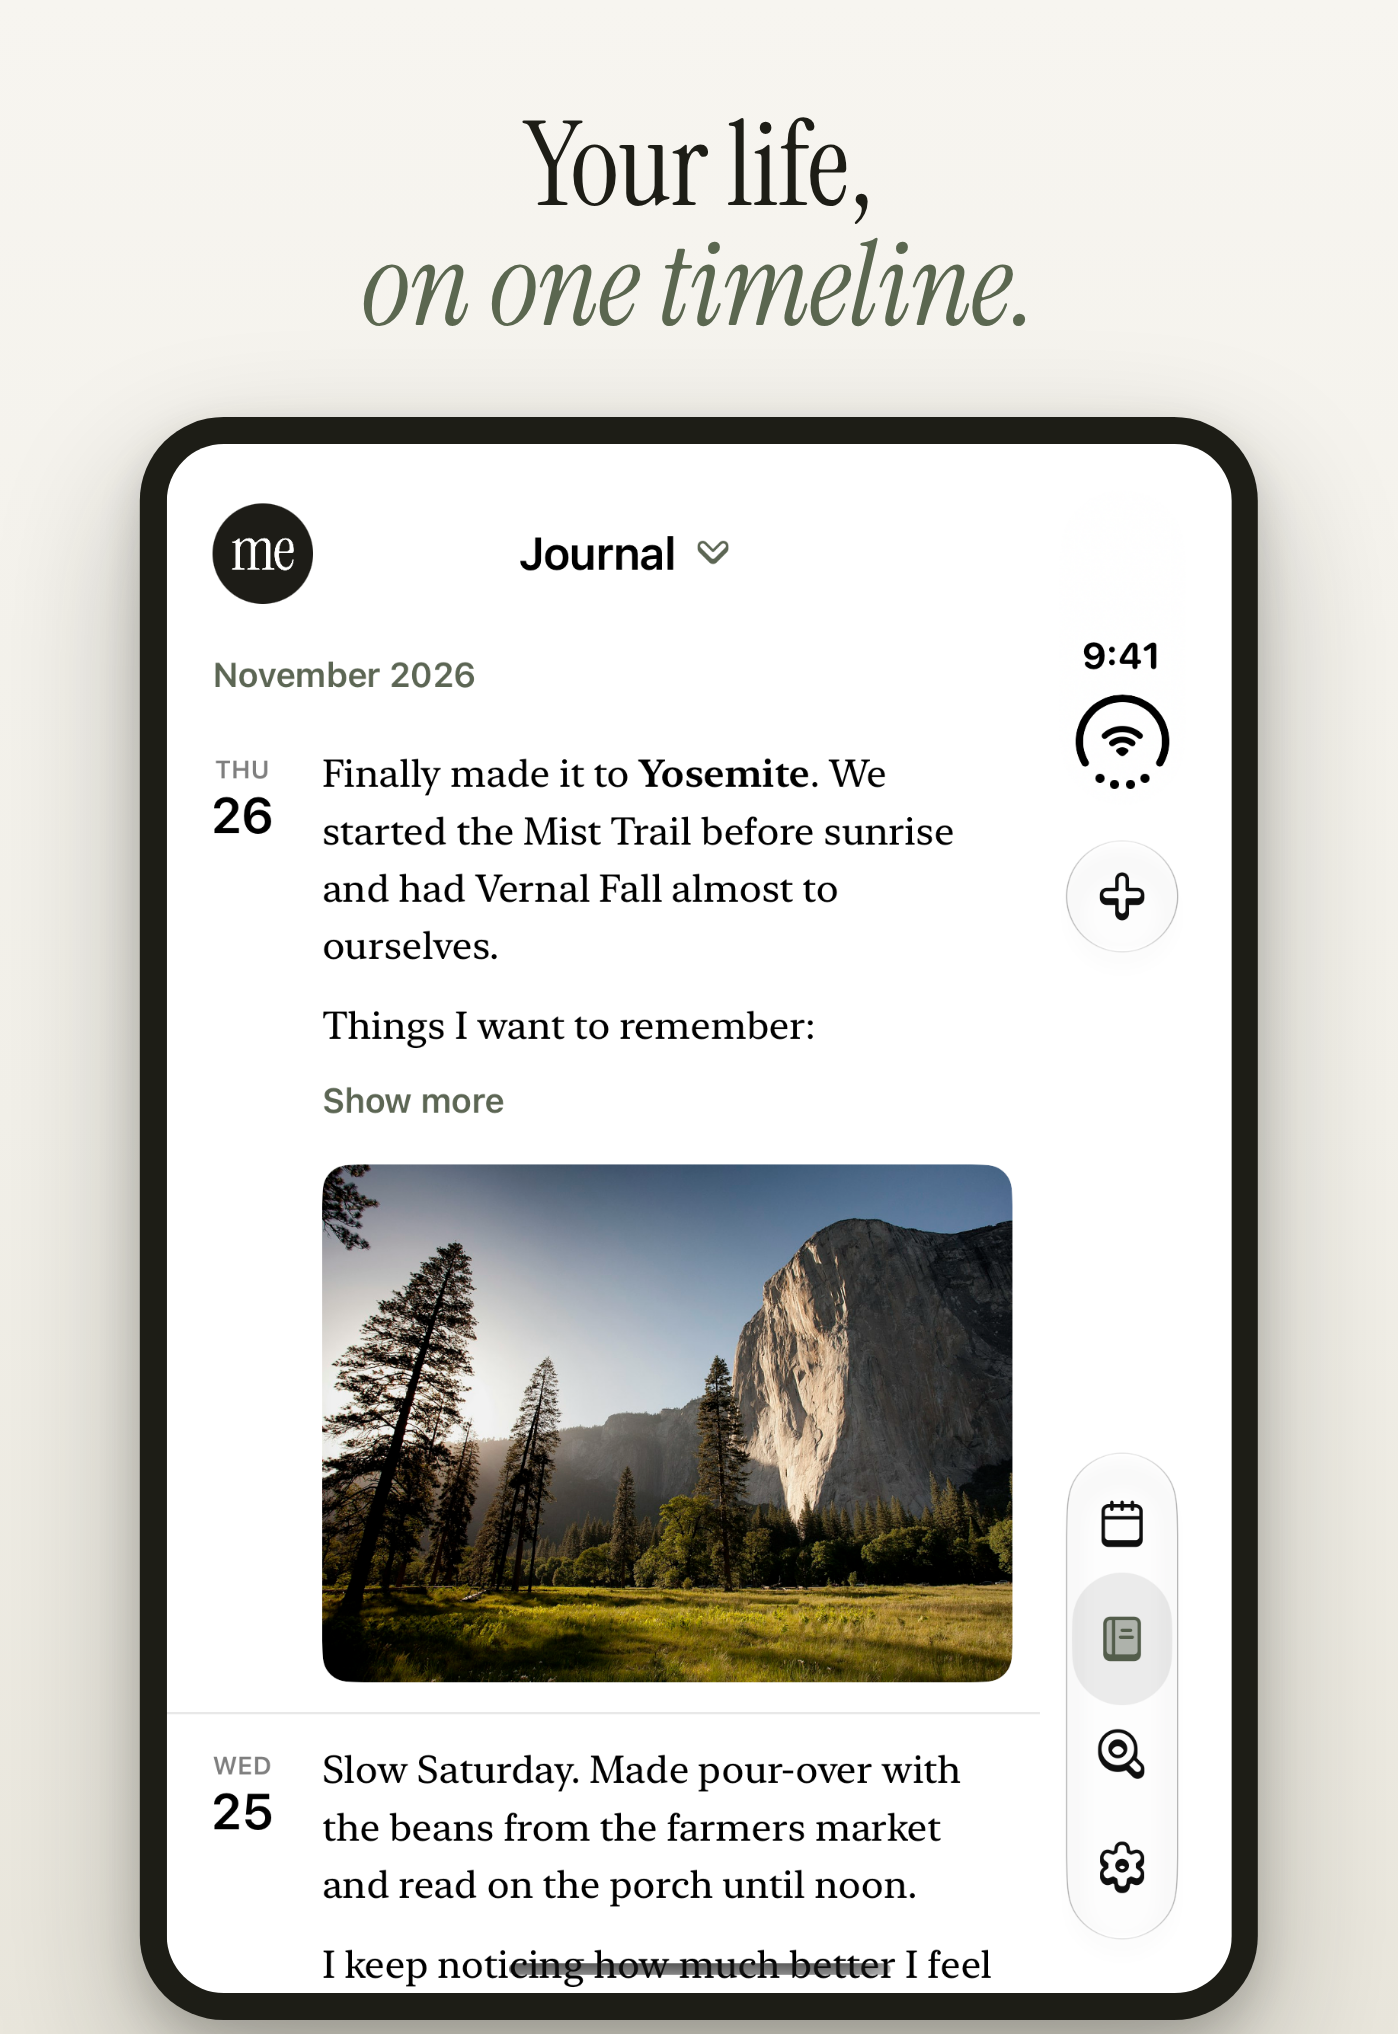 Your life,
on one timeline.
me
Journal
9:41
November 2026
THU
26
Finally made it to Yosemite. We
started the Mist Trail before sunrise
and had Vernal Fall almost to
ourselves.
Things I want to remember:
Show more
WED
25
Slow Saturday. Made pour-over with
the beans from the farmers market
and read on the porch until noon.
I keep noticing how much better I feel